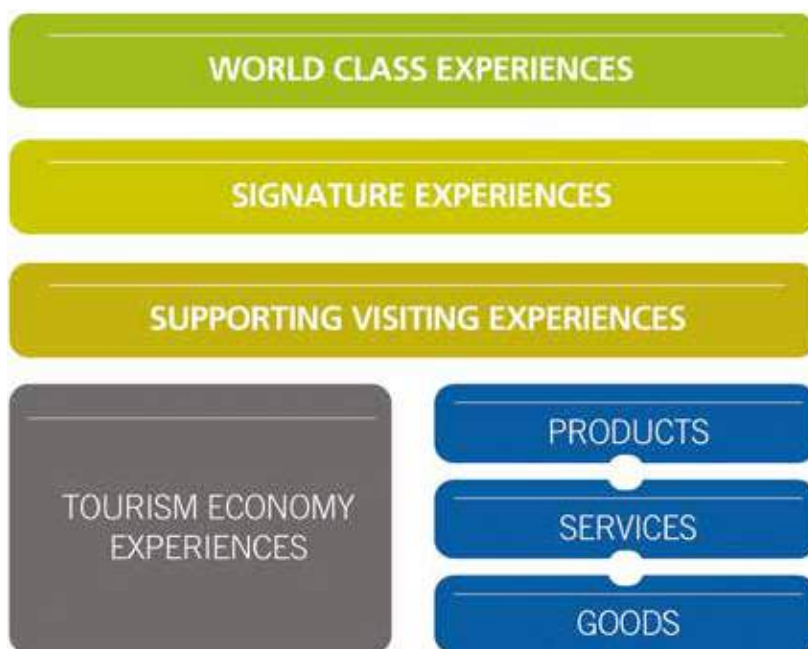 WORLD CLASS EXPERIENCES
SIGNATURE EXPERIENCES
SUPPORTING VISITING EXPERIENCES
TOURISM ECONOMY
EXPERIENCES
PRODUCTS
SERVICES
GOODS